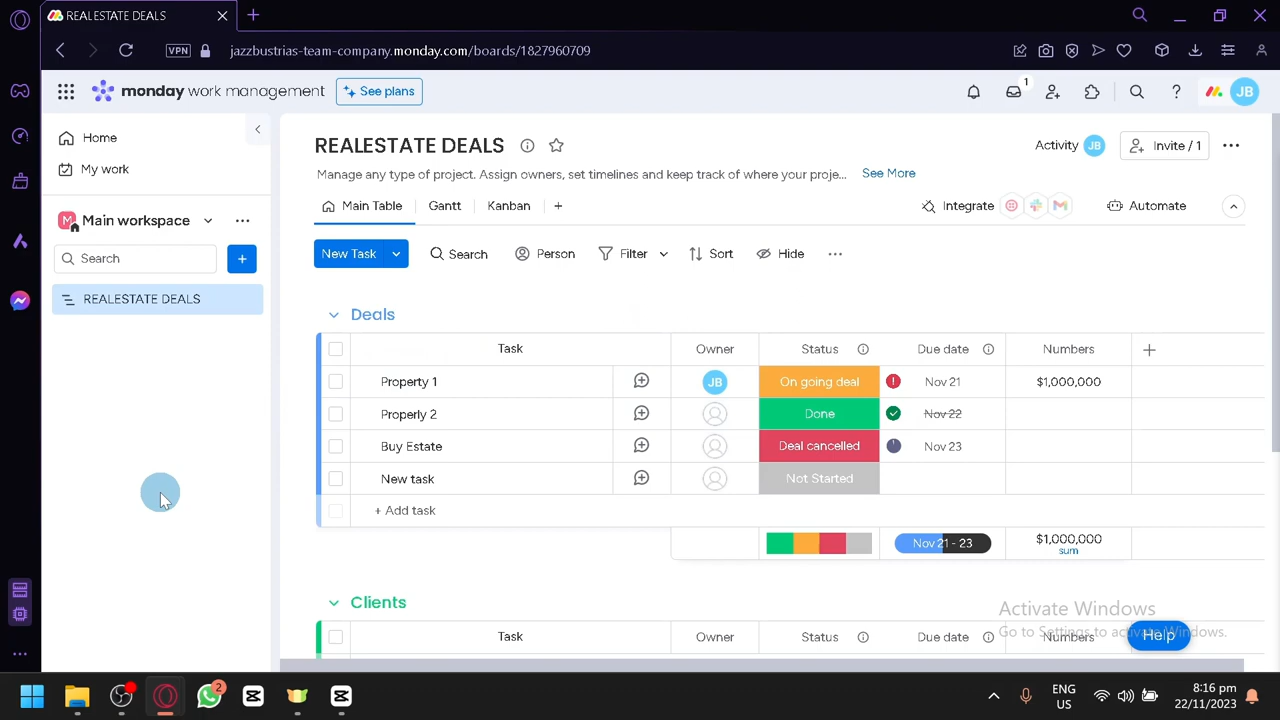 REALESTATE DEALS
VPN
jazzbustrias-team-company.monday.com/boards/1827960709
monday work management
See plans
1
JB
Home
My work
REALESTATE DEALS
Activity JB
Invite / 1
Manage any type of project. Assign owners, set timelines and keep track of where your proje...
See More
M
Main workspace
Main Table
Gantt
Kanban
Integrate
Automate
Search
New Task
Search
Person
Filter
Sort
Hide
REALESTATE DEALS
Deals
Task
Owner
Status
Due date
Numbers
Property 1
JB
On going deal
Nov 21
$1,000,000
Properly 2
Done
Nov 22
Buy Estate
Deal cancelled
Nov 23
New task
Not Started
+ Add task
Nov 21 - 23
$1,000,000
sum
Clients
Activate Windows
Go to Settings to activate Windows.
Task
Owner
Status
Due date
Numbers
Help
2
ENG
US
8:16 pm
22/11/2023